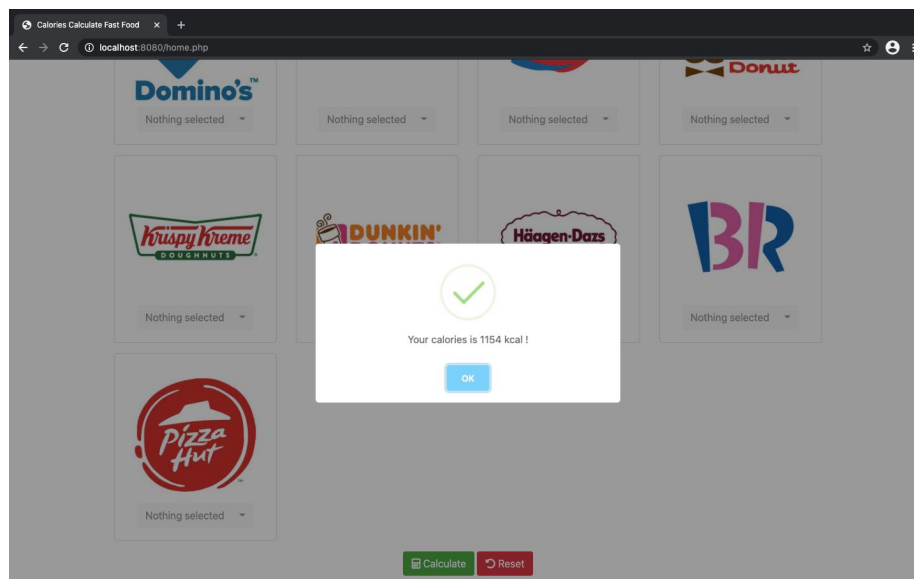 Calories Calculate Fast Food
localhost:8080/home.php
Domino's™
Donut
Nothing selected
Nothing selected
Nothing selected
Nothing selected
Krispy Kreme
DOUGHNUTS
DUNKIN'
Häagen-Dazs
BR
Nothing selected
Nothing selected
Your calories is 1154 kcal !
OK
Pizza
Hut
Nothing selected
Calculate
Reset